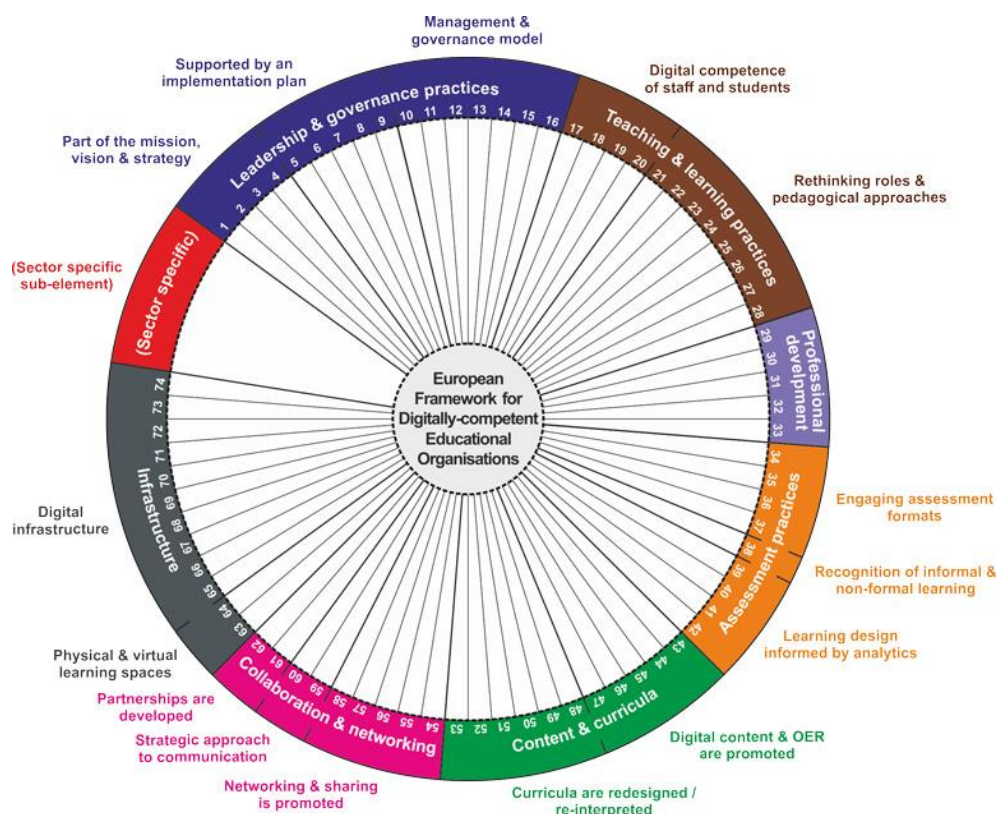 Management &
governance model
Supported by an
implementation plan
Part of the mission,
vision & strategy
Digital competence
of staff and students
Rethinking roles &
pedagogical approaches
Leadership & governance practices
Teaching & learning practices
Professional
develpment
Engaging assessment
formats
Recognition of informal &
non-formal learning
Learning design
informed by analytics
Assessment practices
Digital content & OER
are promoted
Curricula are redesigned /
re-interpreted
Content & curricula
Networking & sharing
is promoted
Strategic approach
to communication
Partnerships are
developed
Collaboration & networking
Physical & virtual
learning spaces
Digital
infrastructure
Infrastructure
(Sector specific
sub-element)
(Sector specific)
1 2 3 4 5 6 7 8 9 10 11 12 13 14 15 16
17 18 19 20 21 22 23 24 25 26 27 28
29 30 31 32 33
34 35 36 37 38 39 40 41 42
43 44 45 46 47 48 49 50 51 52 53
54 55 56 57 58 59 60 61 62
63 64 65 66 67 68 69 70 71 72 73 74
European
Framework for
Digitally-competent
Educational
Organisations